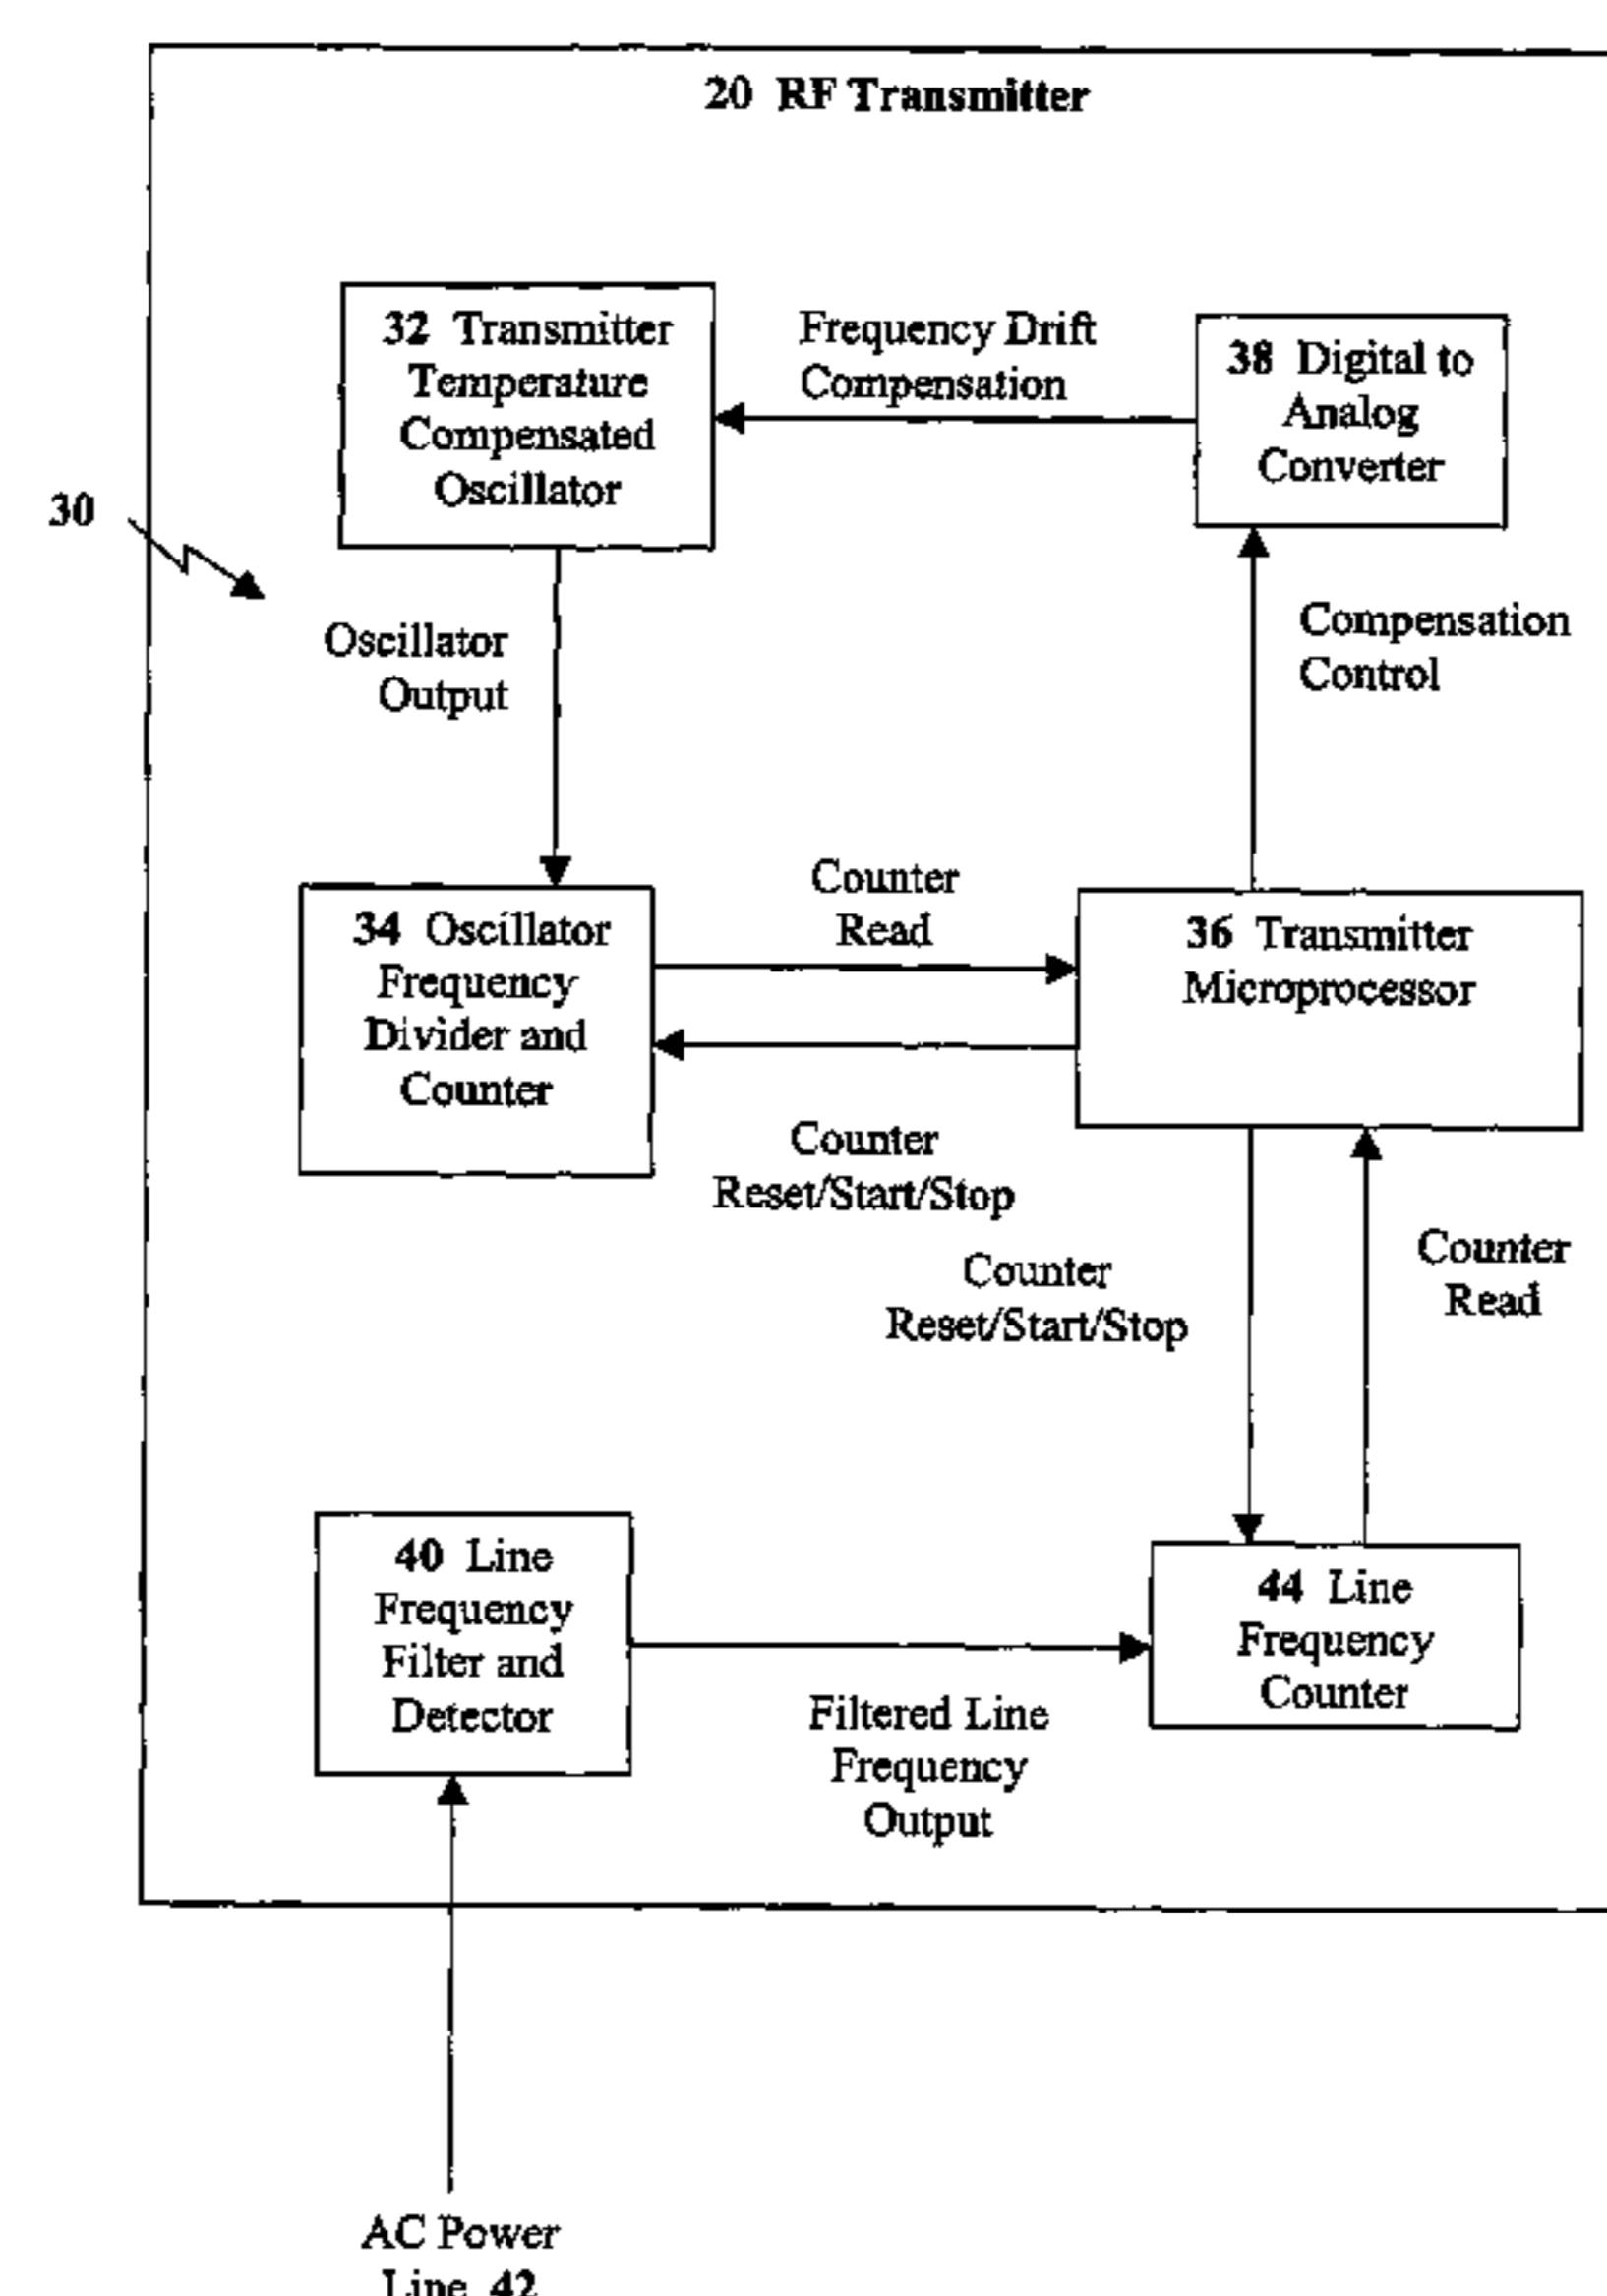 20 RF Transmitter
32 Transmitter
Temperature
Compensated
Oscillator
Frequency Drift
Compensation
38 Digital to
Analog
Converter
30
Oscillator
Output
Compensation
Control
34 Oscillator
Frequency
Divider and
Counter
Counter
Read
36 Transmitter
Microprocessor
Counter
Reset/Start/Stop
Counter
Reset/Start/Stop
Counter
Read
40 Line
Frequency
Filter and
Detector
44 Line
Frequency
Counter
Filtered Line
Frequency
Output
AC Power
Line 42